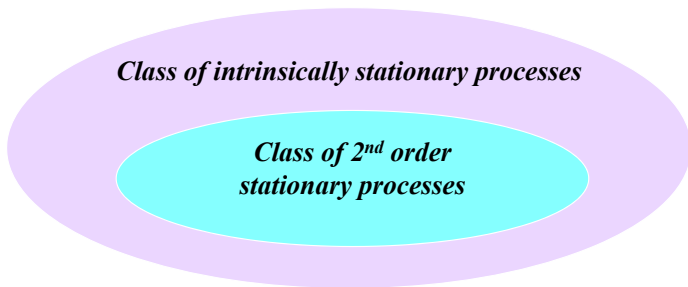 Class of intrinsically stationary processes
Class of 2nd order
stationary processes